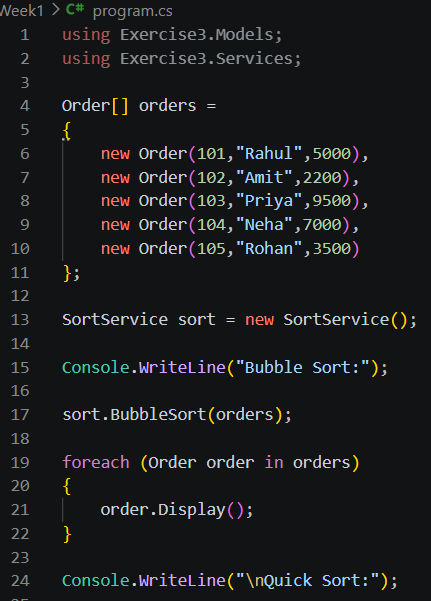 Week1 > C# program.cs
1 using Exercise3.Models;
2 using Exercise3.Services;
3
4 Order[] orders =
5 {
6     new Order(101,"Rahul",5000),
7     new Order(102,"Amit",2200),
8     new Order(103,"Priya",9500),
9     new Order(104,"Neha",7000),
10     new Order(105,"Rohan",3500)
11 };
12
13 SortService sort = new SortService();
14
15 Console.WriteLine("Bubble Sort:");
16
17 sort.BubbleSort(orders);
18
19 foreach (Order order in orders)
20 {
21     order.Display();
22 }
23
24 Console.WriteLine("\nQuick Sort:");